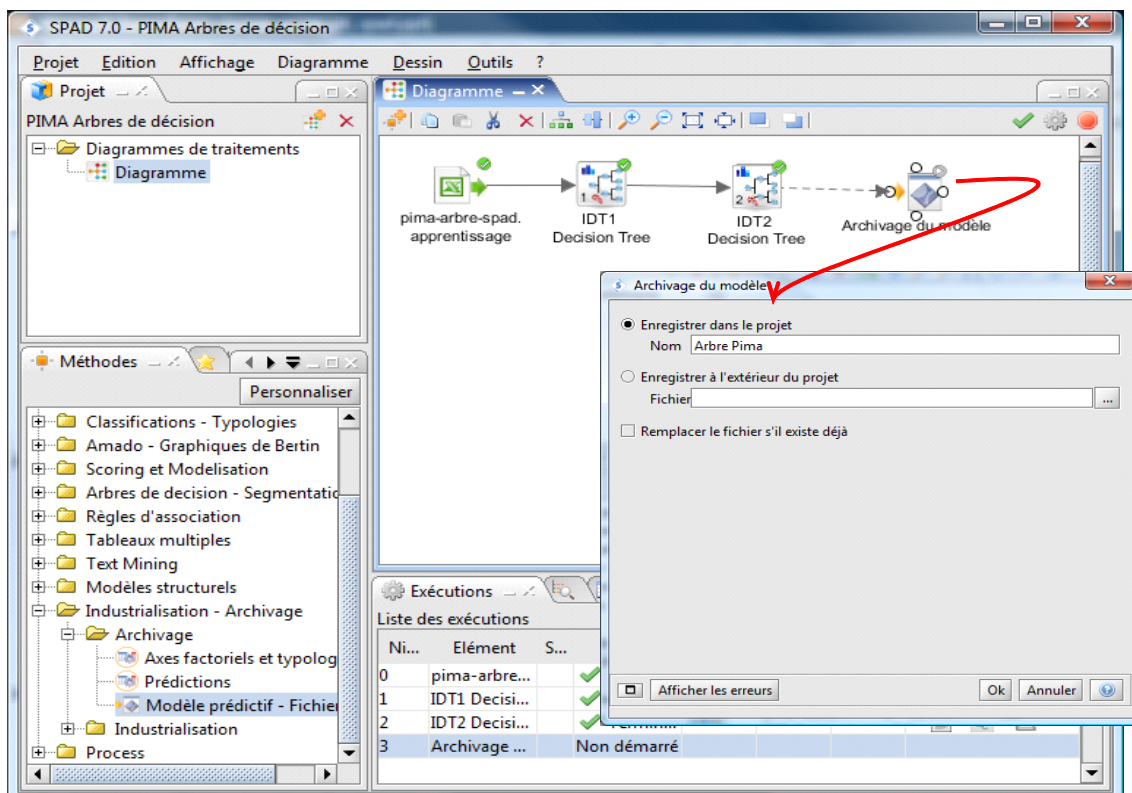 SPAD 7.0 - PIMA Arbres de décision
Projet Edition Affichage Diagramme Dessin Outils ?
Projet
PIMA Arbres de décision
Diagrammes de traitements
Diagramme
Diagramme
pima-arbre-spad.
apprentissage
1
IDT1
Decision Tree
2
IDT2
Decision Tree
Archivage du modèle
Méthodes
Personnaliser
Classifications - Typologies
Amado - Graphiques de Bertin
Scoring et Modelisation
Arbres de decision - Segmentatic
Règles d'association
Tableaux multiples
Text Mining
Modèles structurels
Industrialisation - Archivage
Archivage
Axes factoriels et typolog
Prédictions
Modèle prédictif - Fichier
Industrialisation
Process
Archivage du modèle
Enregistrer dans le projet
Nom Arbre Pima
Enregistrer à l'extérieur du projet
Fichier ...
Remplacer le fichier s'il existe déjà
Afficher les erreurs Ok Annuler
Exécutions
Liste des exécutions
Ni... Elément S...
0 pima-arbre...
1 IDT1 Decisi...
2 IDT2 Decisi...
3 Archivage ... Non démarré